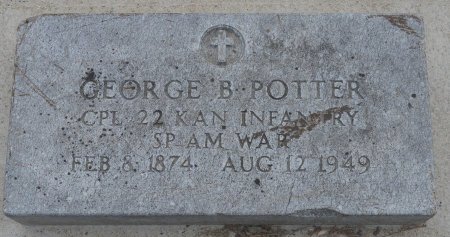 GEORGE B POTTER
CPL 22 KAN INFANTRY
SP AM WAR
FEB 8 1874 AUG 12 1949